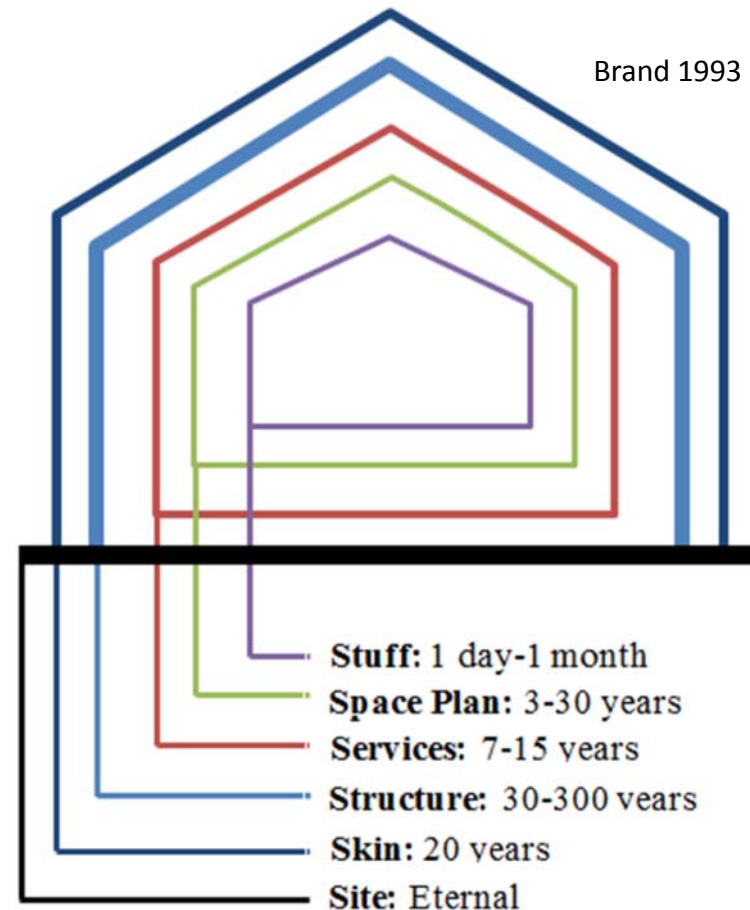 Brand 1993
Stuff: 1 day-1 month
Space Plan: 3-30 years
Services: 7-15 years
Structure: 30-300 years
Skin: 20 years
Site: Eternal